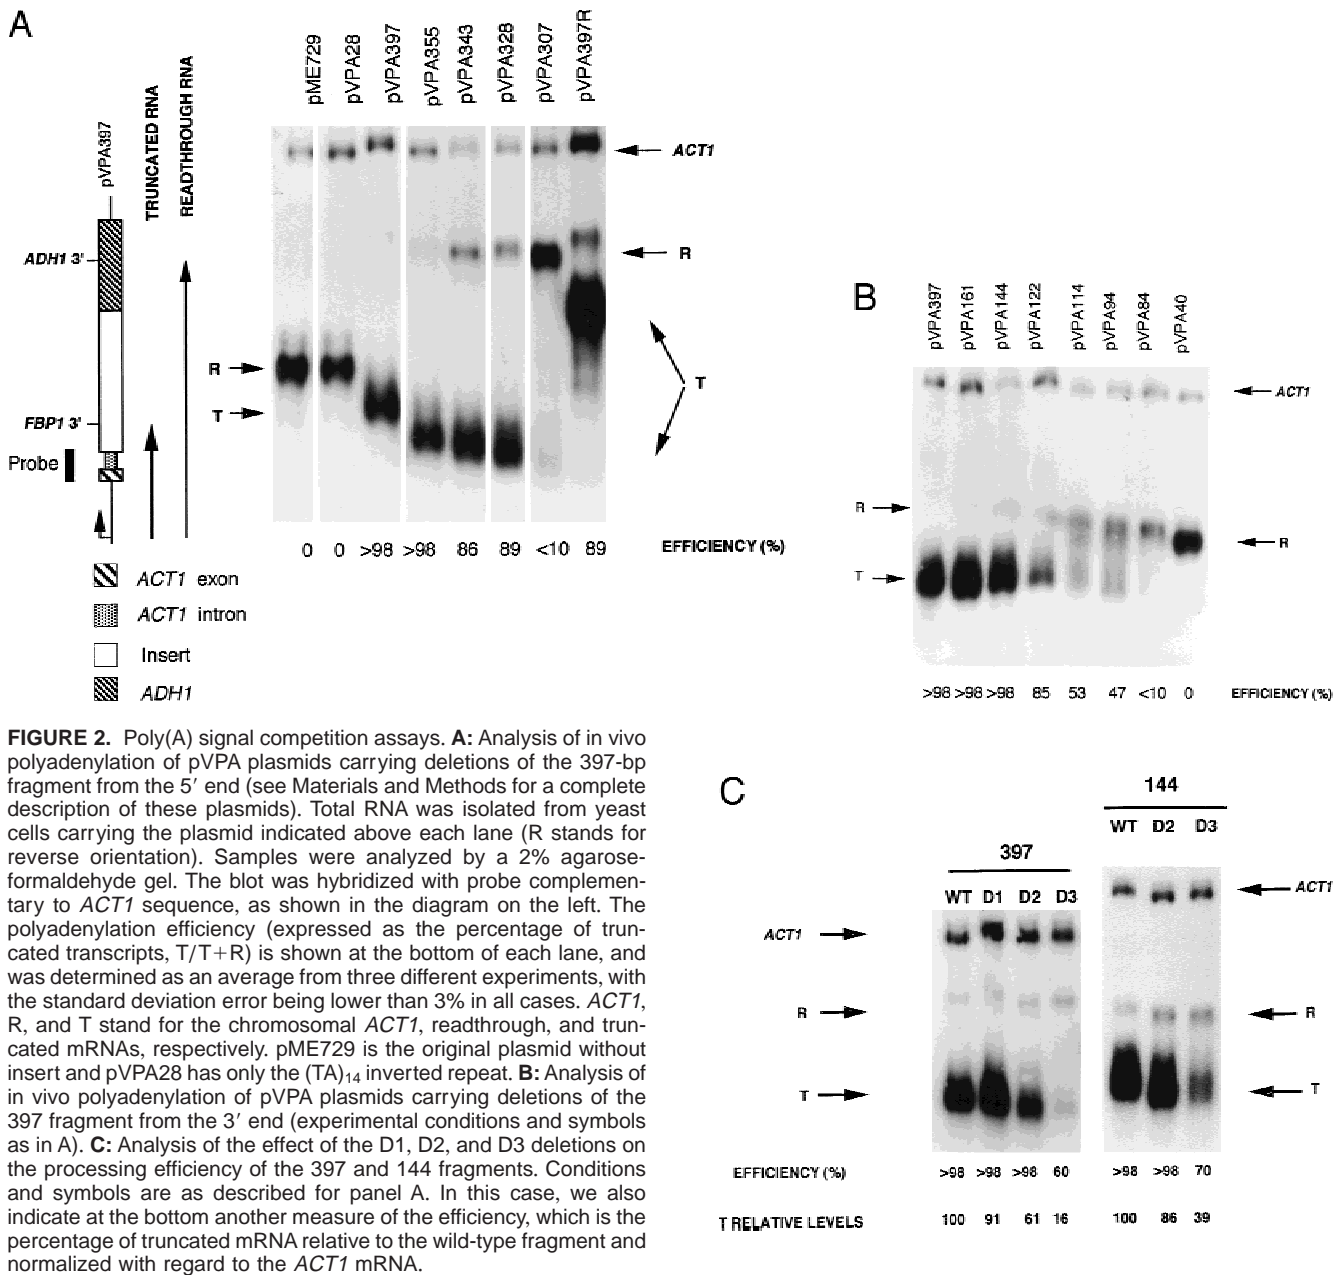 A
pME729
pVPA28
pVPA397
pVPA355
pVPA343
pVPA328
pVPA307
pVPA397R
pVPA397
TRUNCATED RNA
READTHROUGH RNA
ACT1
ADH1 3'
R
R
T
T
FBP1 3'
Probe
0 0 >98 >98 86 89 <10 89 EFFICIENCY (%)
ACT1 exon
ACT1 intron
Insert
ADH1
B
pVPA397
pVPA161
pVPA144
pVPA122
pVPA114
pVPA94
pVPA84
pVPA40
ACT1
R
R
T
>98 >98 >98 85 53 47 <10 0 EFFICIENCY (%)
FIGURE 2. Poly(A) signal competition assays. A: Analysis of in vivo
polyadenylation of pVPA plasmids carrying deletions of the 397-bp
fragment from the 5′ end (see Materials and Methods for a complete
description of these plasmids). Total RNA was isolated from yeast
cells carrying the plasmid indicated above each lane (R stands for
reverse orientation). Samples were analyzed by a 2% agarose-
formaldehyde gel. The blot was hybridized with probe complemen-
tary to ACT1 sequence, as shown in the diagram on the left. The
polyadenylation efficiency (expressed as the percentage of trun-
cated transcripts, T/T+R) is shown at the bottom of each lane, and
was determined as an average from three different experiments, with
the standard deviation error being lower than 3% in all cases. ACT1,
R, and T stand for the chromosomal ACT1, readthrough, and trun-
cated mRNAs, respectively. pME729 is the original plasmid without
insert and pVPA28 has only the (TA)14 inverted repeat. B: Analysis of
in vivo polyadenylation of pVPA plasmids carrying deletions of the
397 fragment from the 3′ end (experimental conditions and symbols
as in A). C: Analysis of the effect of the D1, D2, and D3 deletions on
the processing efficiency of the 397 and 144 fragments. Conditions
and symbols are as described for panel A. In this case, we also
indicate at the bottom another measure of the efficiency, which is the
percentage of truncated mRNA relative to the wild-type fragment and
normalized with regard to the ACT1 mRNA.
C
144
WT D2 D3
397
WT D1 D2 D3
ACT1
ACT1
R
R
T
T
EFFICIENCY (%) >98 >98 >98 60 >98 >98 70
T RELATIVE LEVELS 100 91 61 16 100 86 39